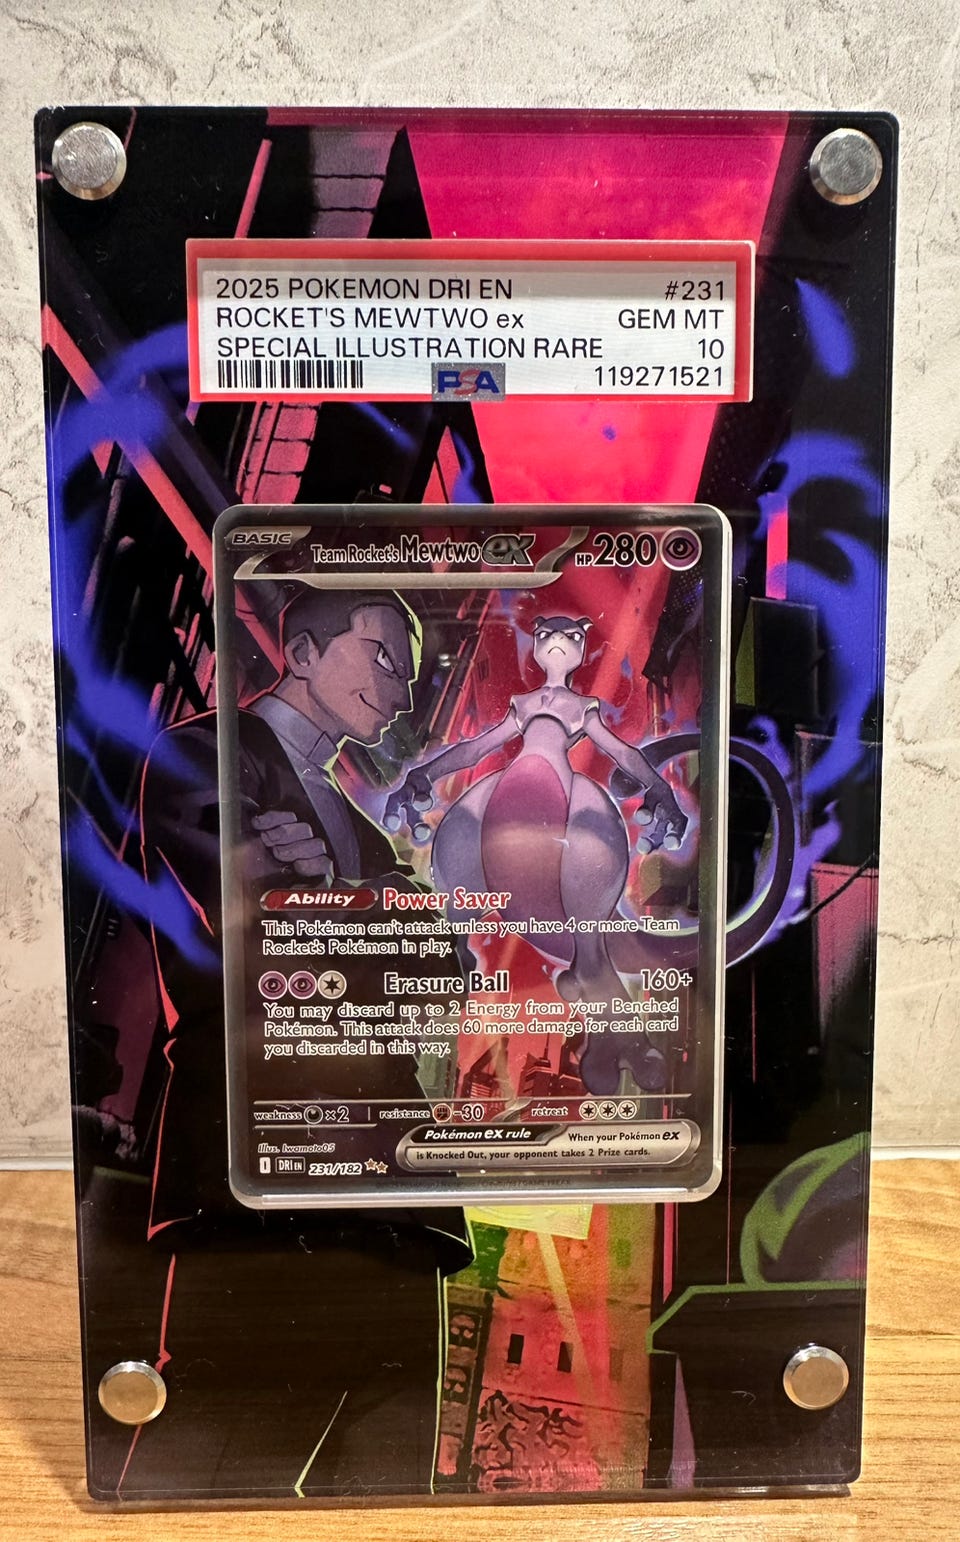 2025 POKEMON DRI EN #231
ROCKET'S MEWTWO ex GEM MT
SPECIAL ILLUSTRATION RARE 10
PSA 119271521
BASIC Team Rocket's Mewtwo ex HP 280
Ability Power Saver
This Pokémon can't attack unless you have 4 or more Team
Rocket's Pokémon in play.
Erasure Ball 160+
You may discard up to 2 Energy from your Benched
Pokémon. This attack does 60 more damage for each card
you discarded in this way.
weakness ×2 resistance -30 retreat
Illus. Iwamoto05
I DRI EN 231/182
Pokémon ex rule When your Pokémon ex
is Knocked Out, your opponent takes 2 Prize cards.